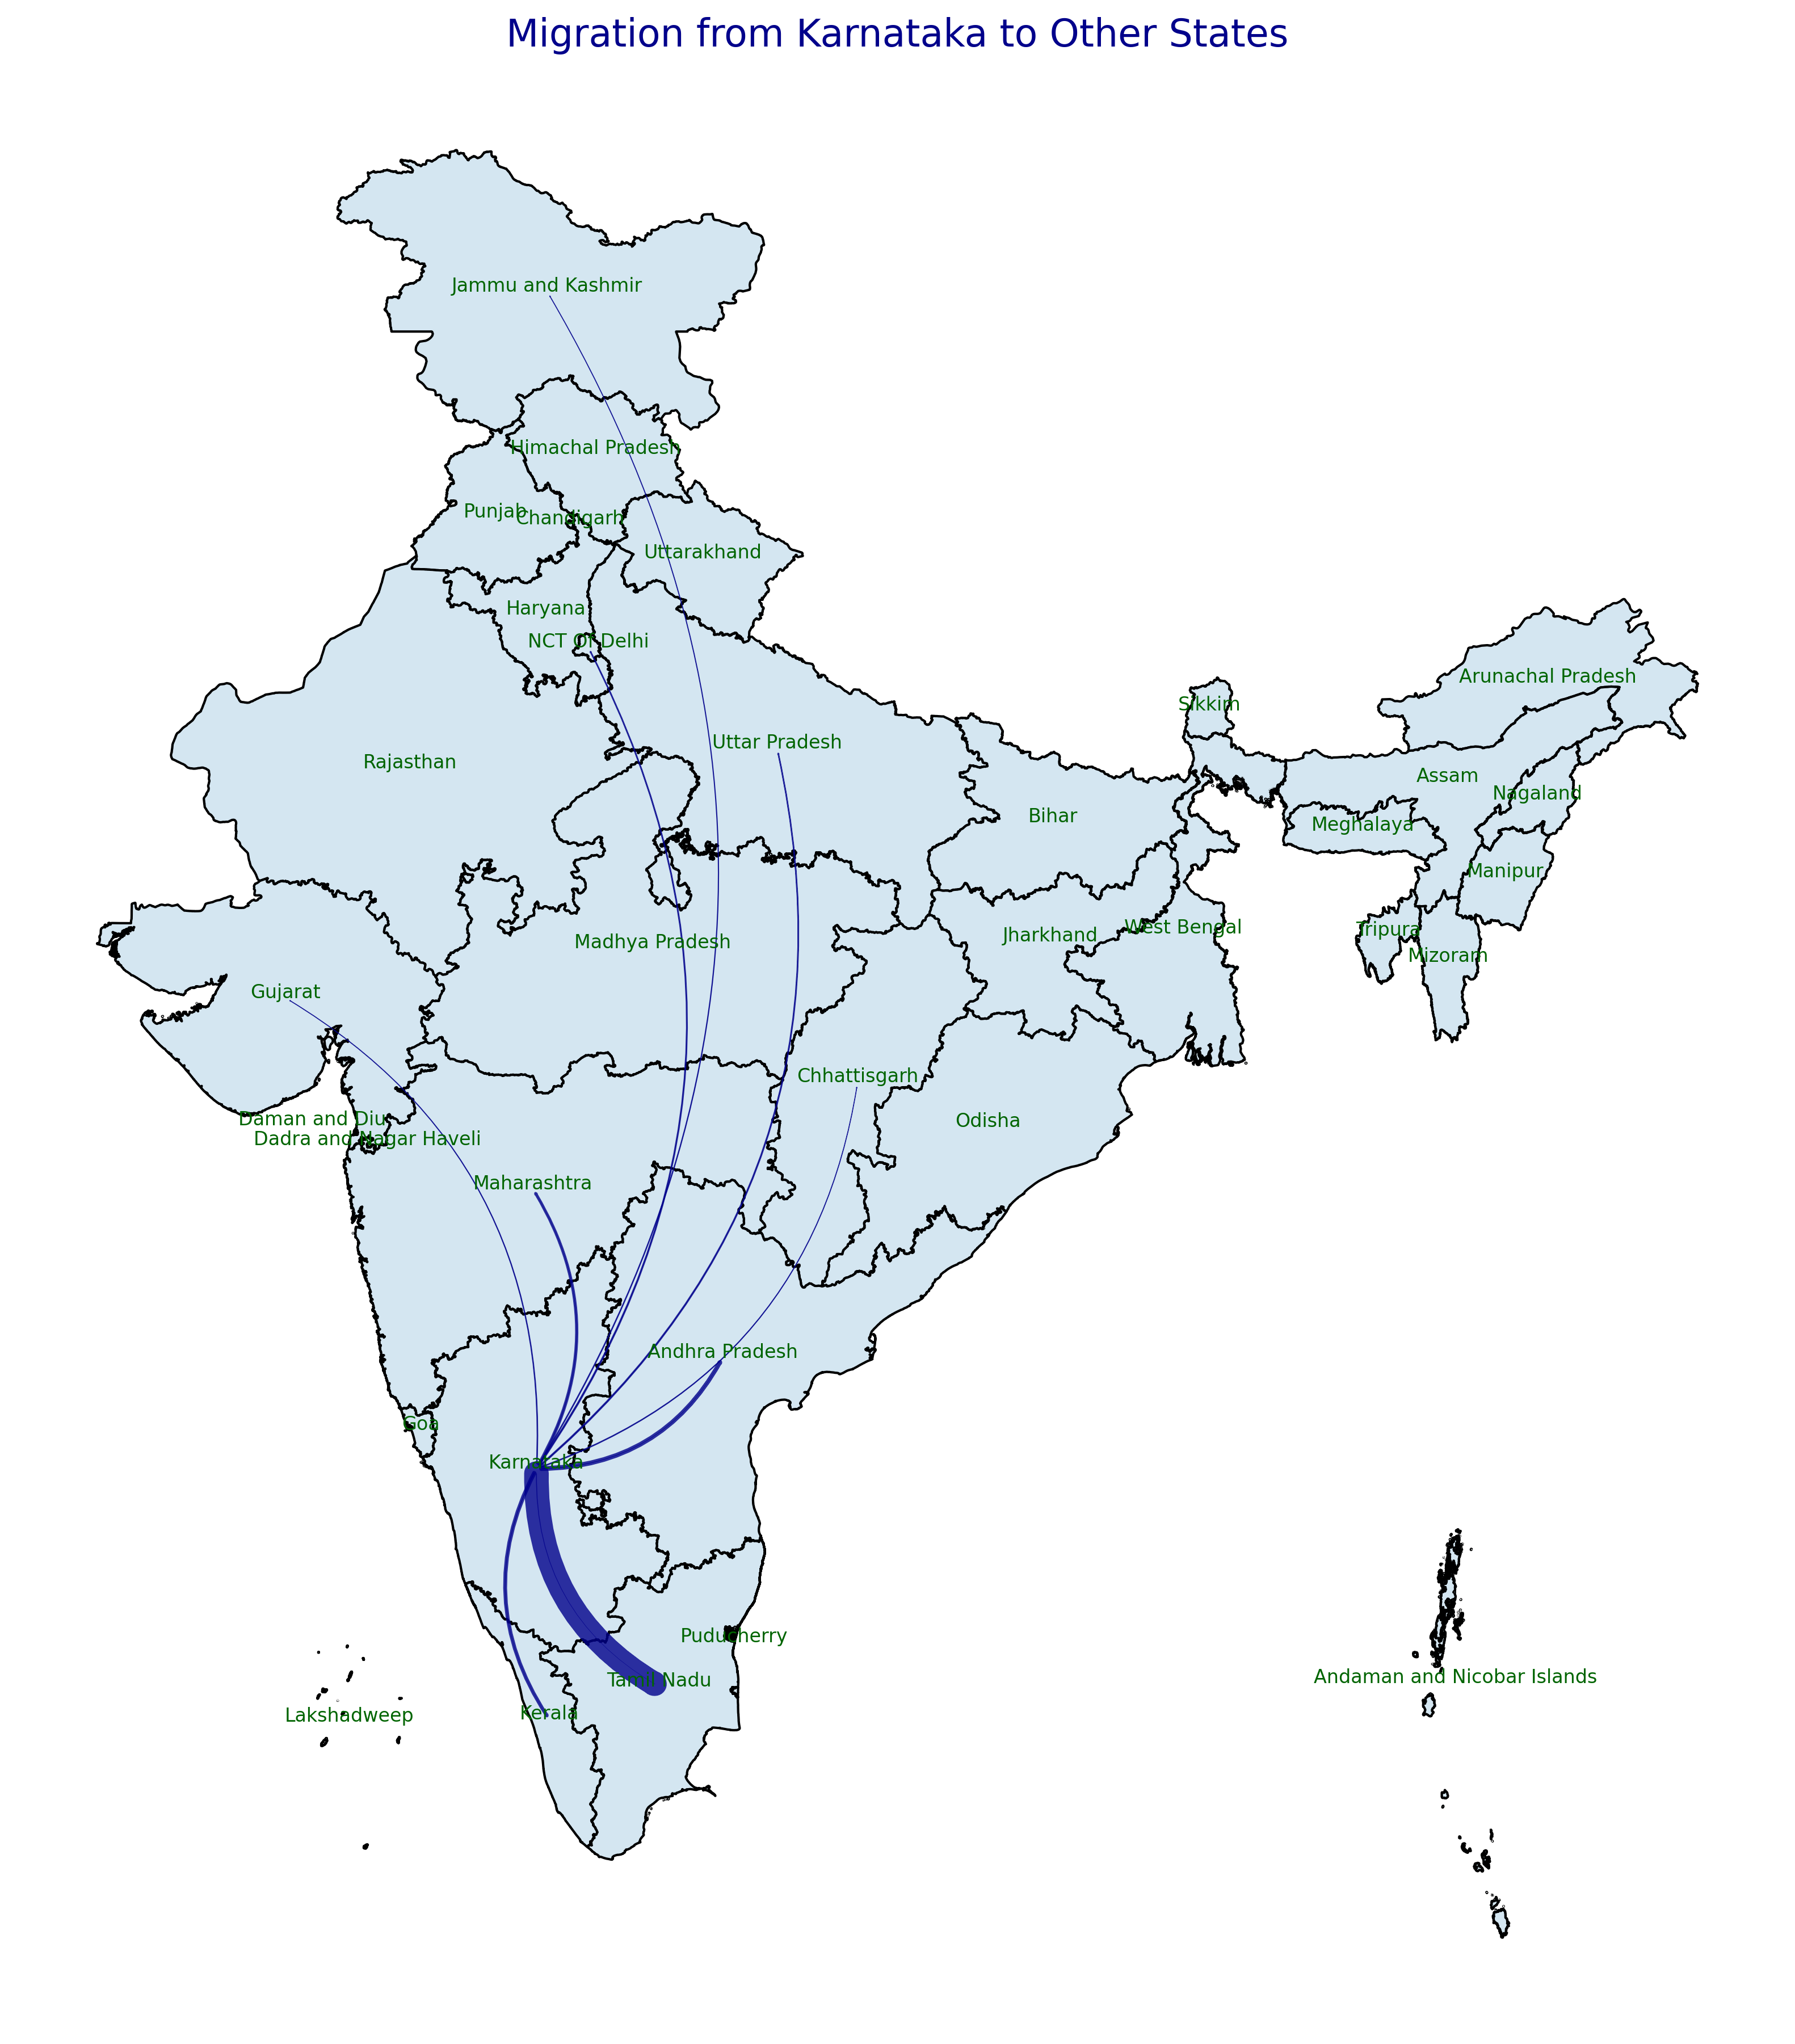 Migration from Karnataka to Other States
Jammu and Kashmir
Himachal Pradesh
Punjab
Chandigarh
Uttarakhand
Haryana
NCT Of Delhi
Arunachal Pradesh
Sikkim
Uttar Pradesh
Rajasthan
Assam
Nagaland
Bihar
Meghalaya
Manipur
West Bengal
Tripura
Jharkhand
Madhya Pradesh
Mizoram
Gujarat
Chhattisgarh
Daman and Diu
Odisha
Dadra and Nagar Haveli
Maharashtra
Andhra Pradesh
Goa
Karnataka
Puducherry
Andaman and Nicobar Islands
Tamil Nadu
Kerala
Lakshadweep